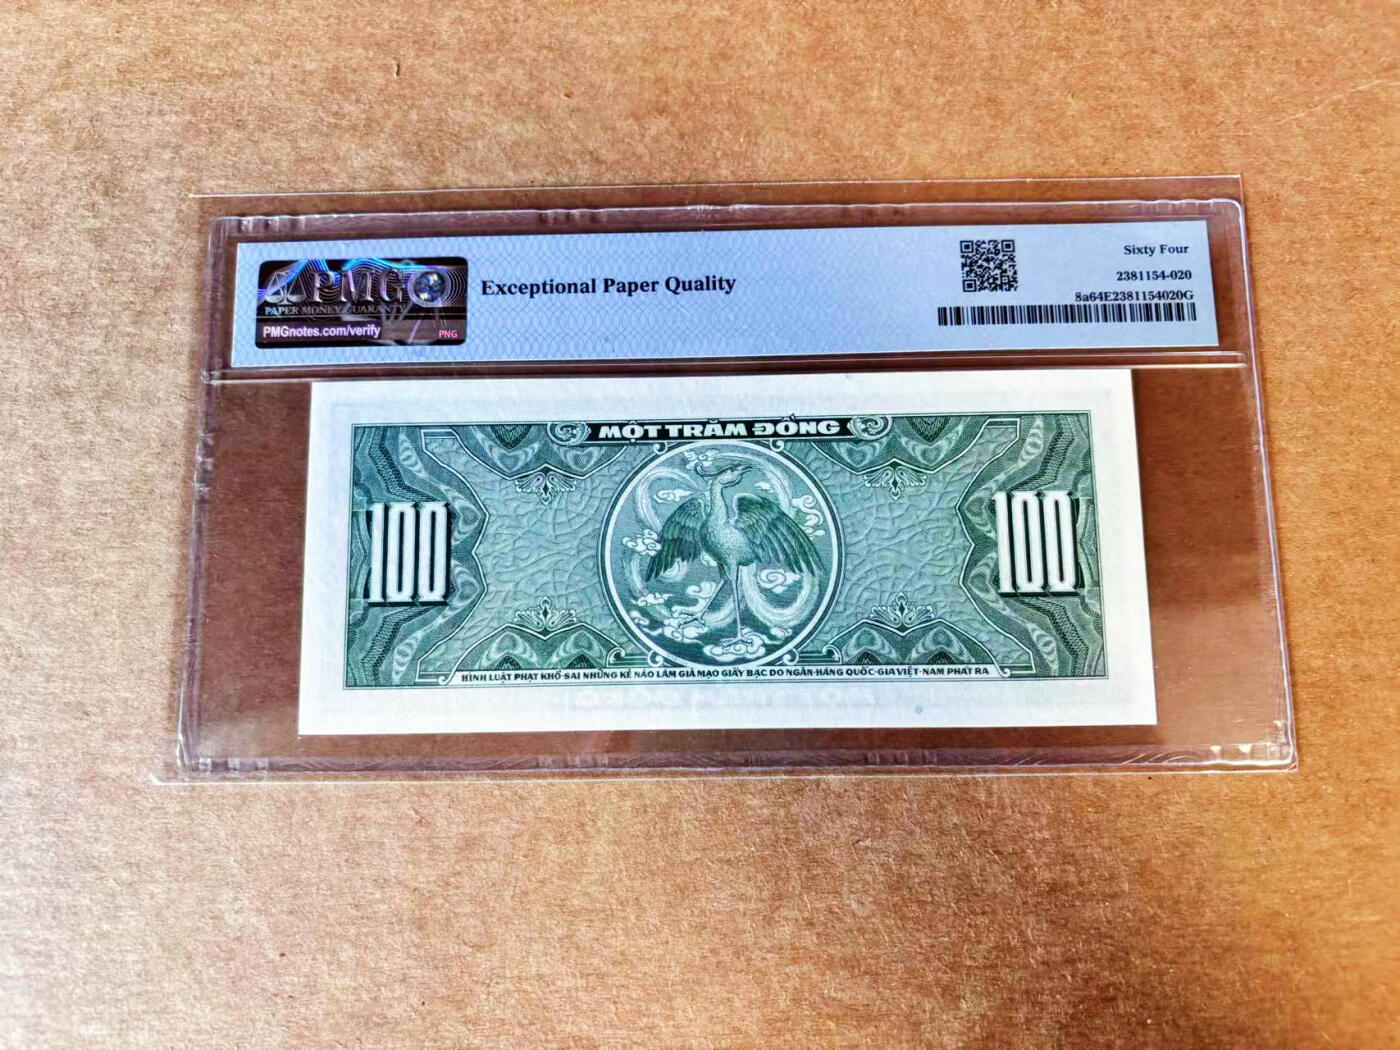 PMG
PAPER MONEY GUARANTY
PMGnotes.com/verify
PNG
Exceptional Paper Quality
Sixty Four
2381154-020
8a64E2381154020G
MỘT TRĂM ĐỒNG
100
100
HÌNH LUẬT PHẠT KHỔ-SAI NHỮNG KẺ NÀO LÀM GIẢ MẠO GIẤY BẠC DO NGÂN-HÀNG QUỐC-GIA VIỆT-NAM PHÁT RA